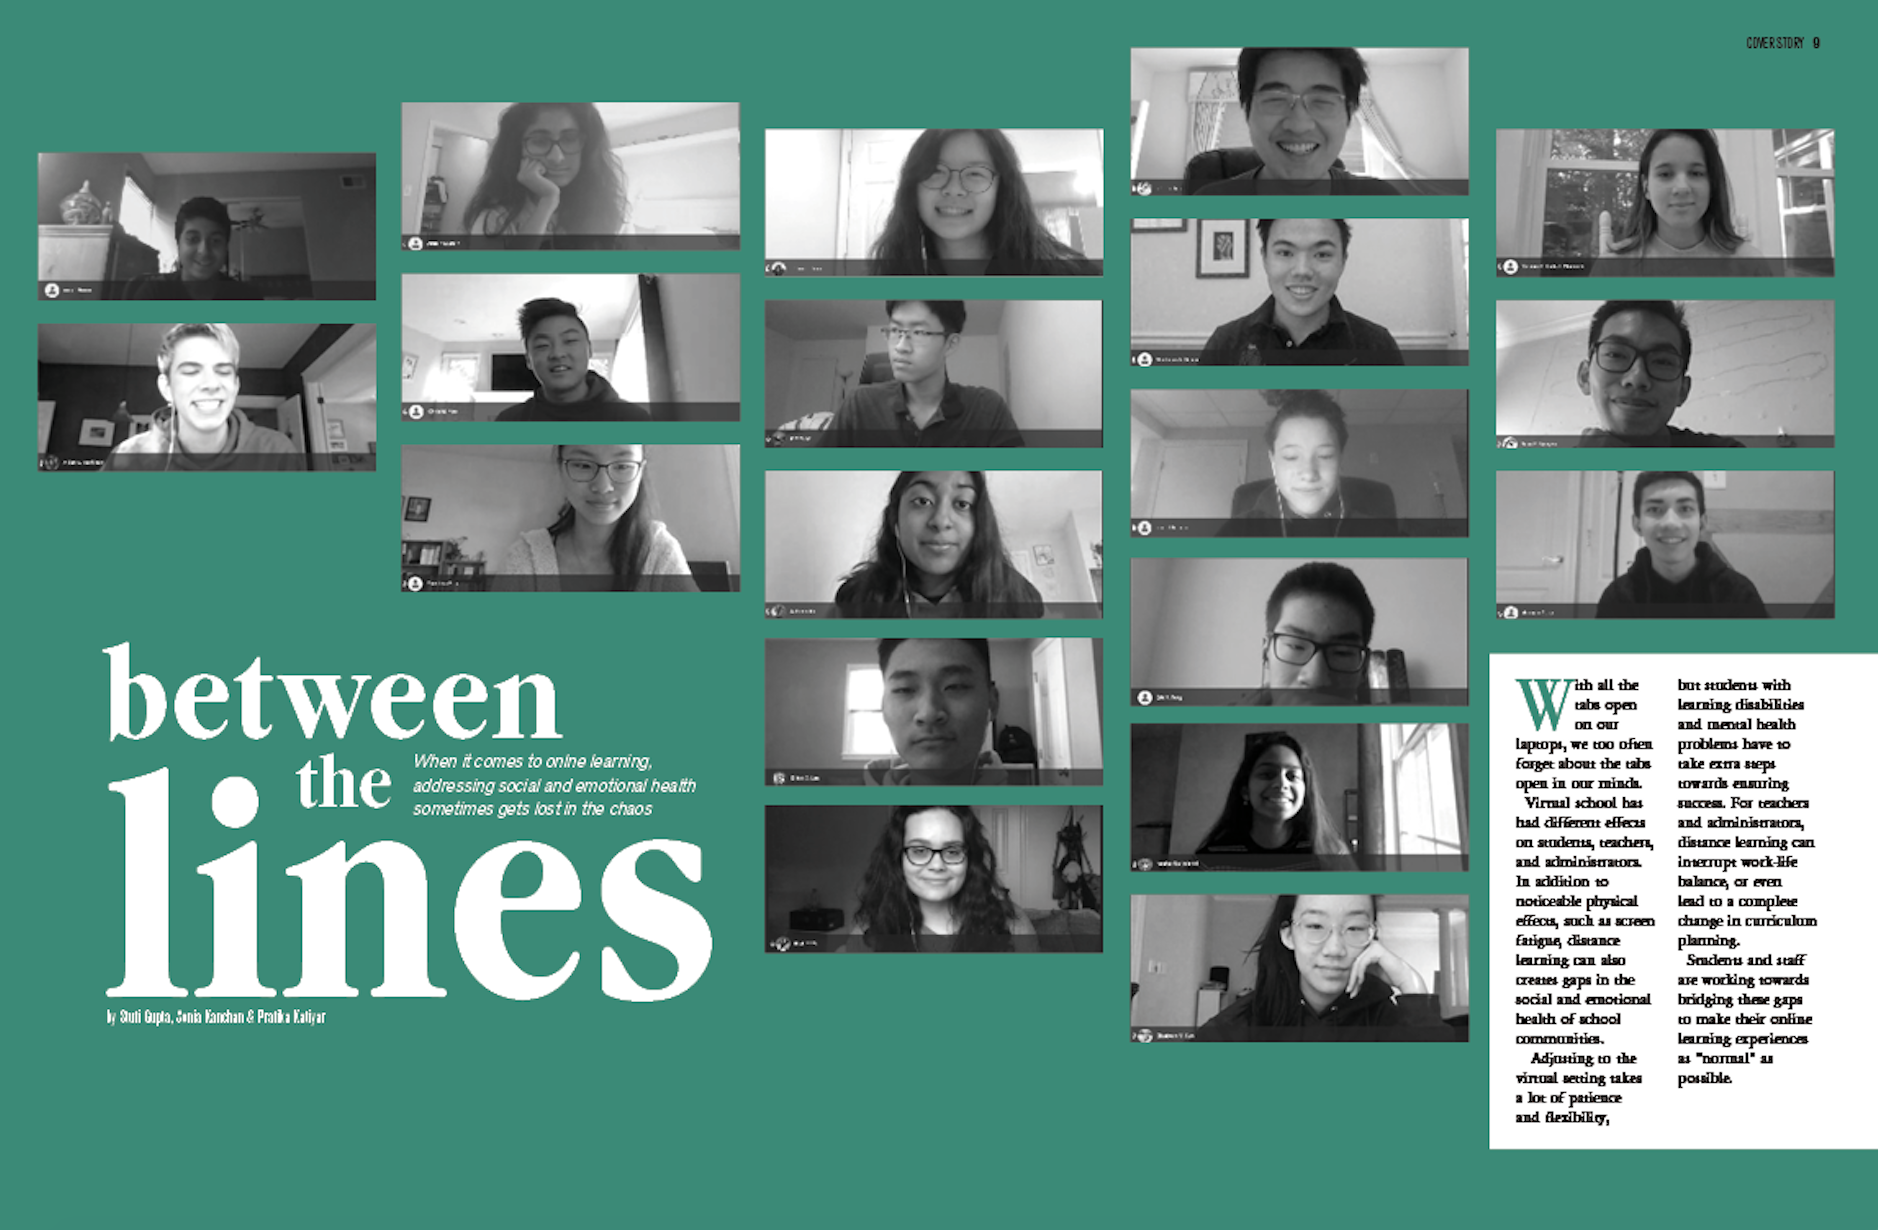 COVER STORY 9
between
the
lines
When it comes to online learning,
addressing social and emotional health
sometimes gets lost in the chaos
by Stuti Gupta, Sonia Kanchan & Pratika Katiyar
With all the
tabs open
on our
laptops, we too often
forget about the tabs
open in our minds.
Virtual school has
had different effects
on students, teachers,
and administrators.
In addition to
noticeable physical
effects, such as screen
fatigue, distance
learning can also
creates gaps in the
social and emotional
health of school
communities.
Adjusting to the
virtual setting takes
a lot of patience
and flexibility,
but students with
learning disabilities
and mental health
problems have to
take extra steps
towards ensuring
success. For teachers
and administrators,
distance learning can
interrupt work-life
balance, or even
lead to a complete
change in curriculum
planning.
Students and staff
are working towards
bridging these gaps
to make their online
learning experiences
as "normal" as
possible.